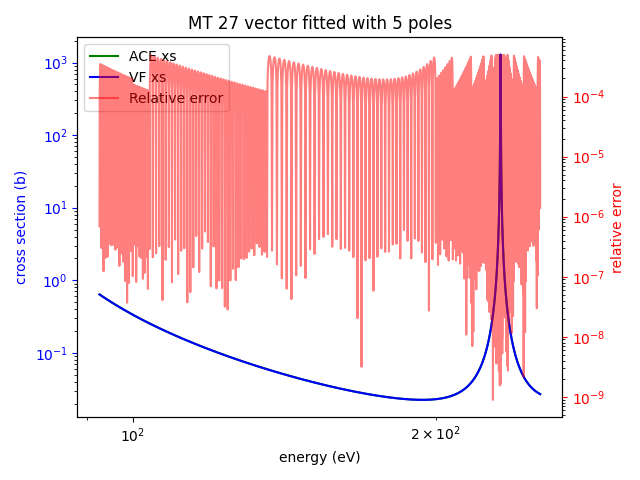 MT 27 vector fitted with 5 poles
ACE xs
VF xs
Relative error
10³
10²
10¹
10⁰
10⁻¹
cross section (b)
10⁻⁴
10⁻⁵
10⁻⁶
10⁻⁷
10⁻⁸
10⁻⁹
relative error
10²
2 × 10²
energy (eV)